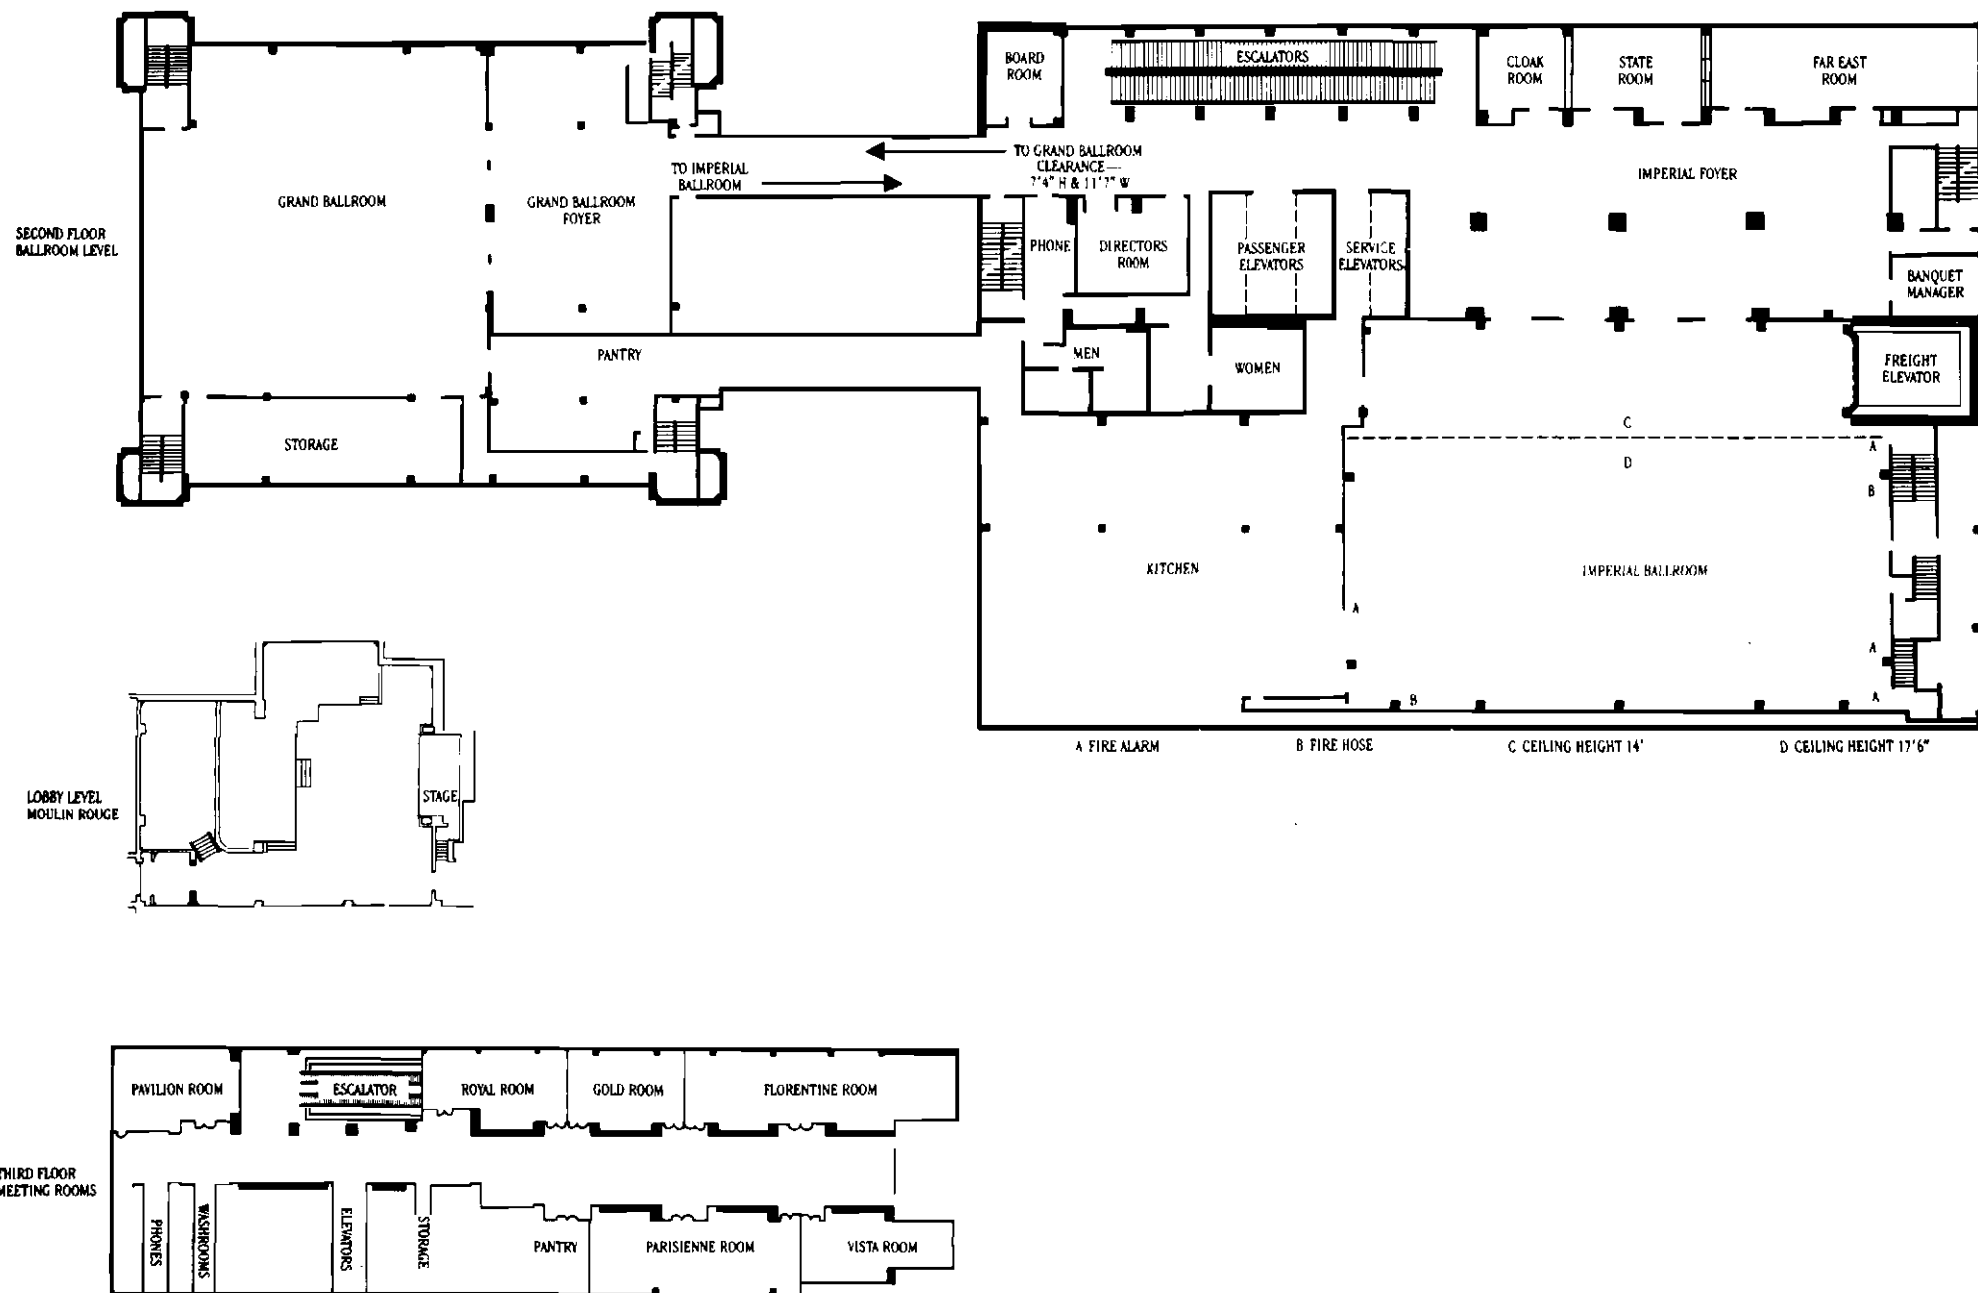 BOARD
ROOM
ESCALATORS
CLOAK
ROOM
STATE
ROOM
FAR EAST
ROOM
TO GRAND BALLROOM
CLEARANCE—
7'4" H & 11'7" W
TO IMPERIAL
BALLROOM
IMPERIAL FOYER
GRAND BALLROOM
GRAND BALLROOM
FOYER
SECOND FLOOR
BALLROOM LEVEL
PHONE
DIRECTORS
ROOM
PASSENGER
ELEVATORS
SERVICE
ELEVATORS
BANQUET
MANAGER
PANTRY
MEN
WOMEN
FREIGHT
ELEVATOR
STORAGE
C
D
A
B
KITCHEN
IMPERIAL BALLROOM
A
A
A
B
A FIRE ALARM
B FIRE HOSE
C CEILING HEIGHT 14'
D CEILING HEIGHT 17'6"
LOBBY LEVEL
MOULIN ROUGE
STAGE
PAVILION ROOM
ESCALATOR
ROYAL ROOM
GOLD ROOM
FLORENTINE ROOM
THIRD FLOOR
MEETING ROOMS
PHONES
WASHROOMS
ELEVATORS
STORAGE
PANTRY
PARISIENNE ROOM
VISTA ROOM